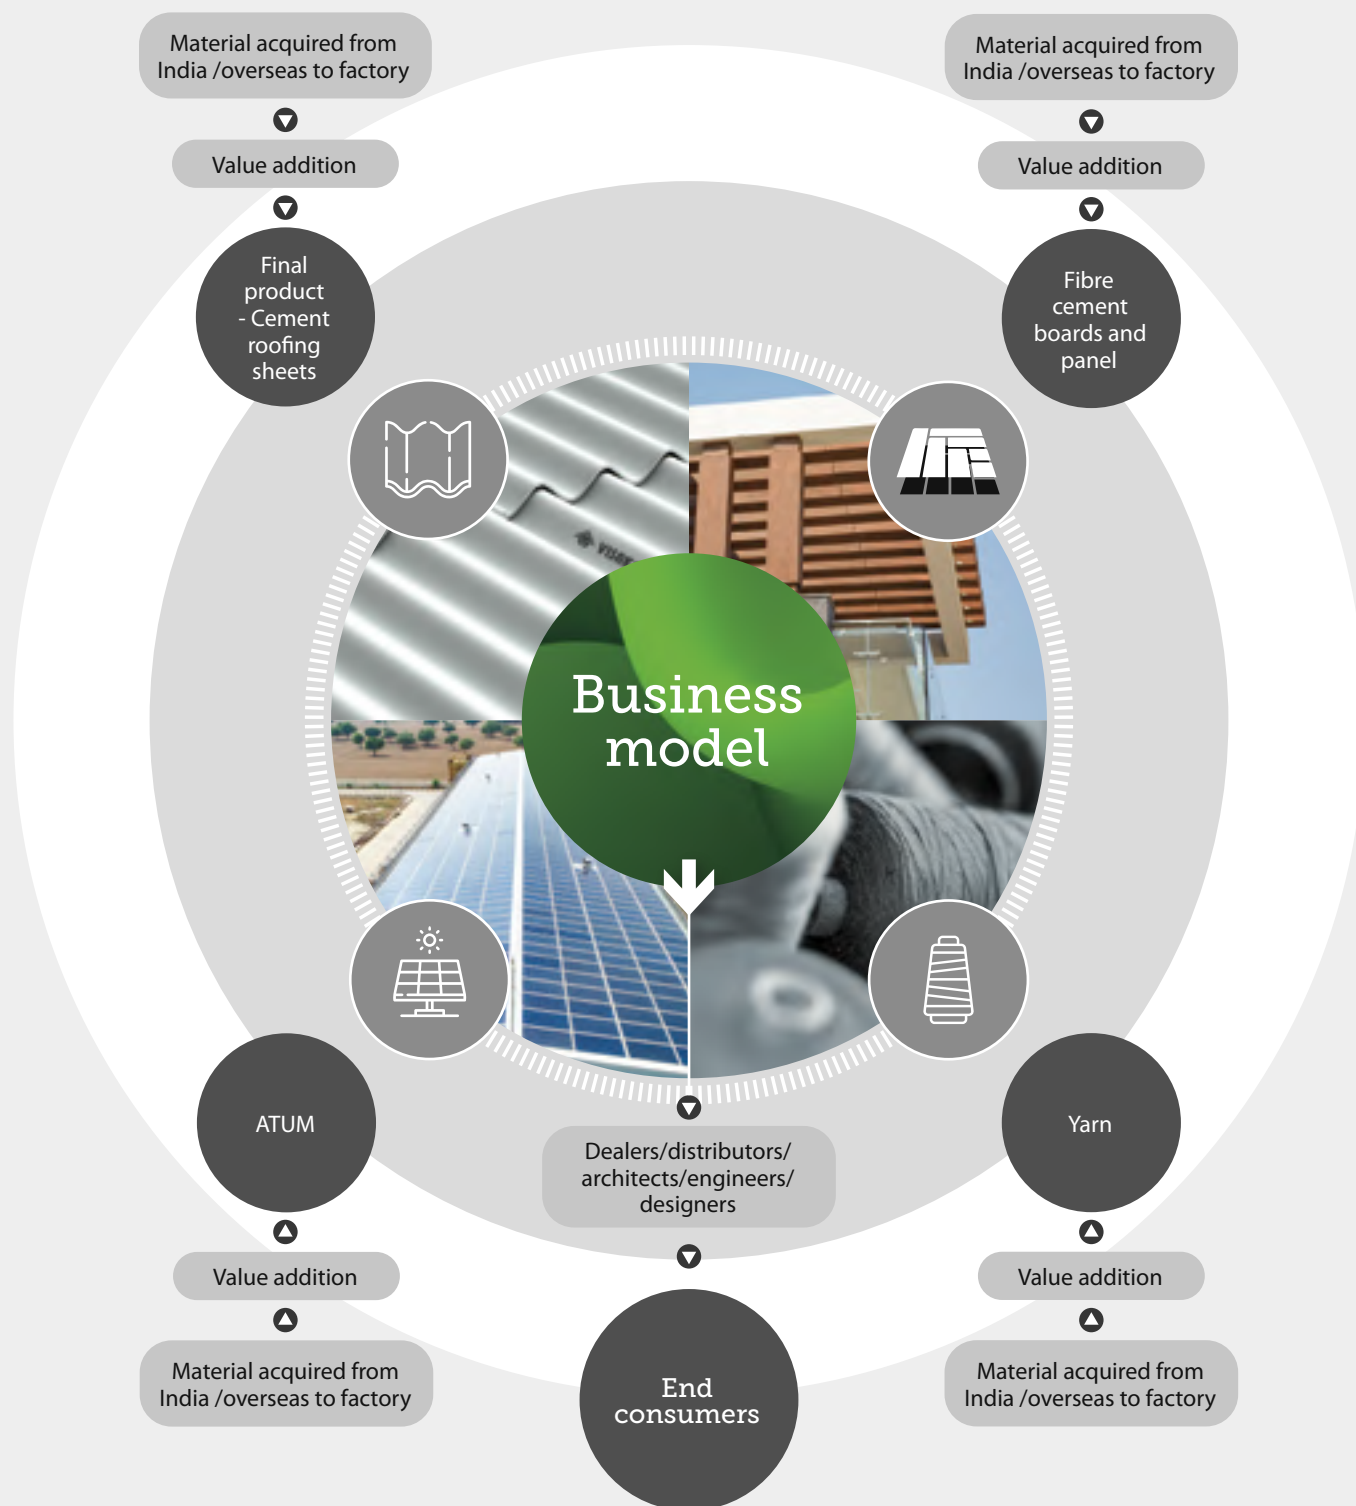 Material acquired from
India /overseas to factory
Value addition
Final
product
- Cement
roofing
sheets
Material acquired from
India /overseas to factory
Value addition
Fibre
cement
boards and
panel
Business
model
ATUM
Value addition
Material acquired from
India /overseas to factory
Dealers/distributors/
architects/engineers/
designers
End
consumers
Yarn
Value addition
Material acquired from
India /overseas to factory